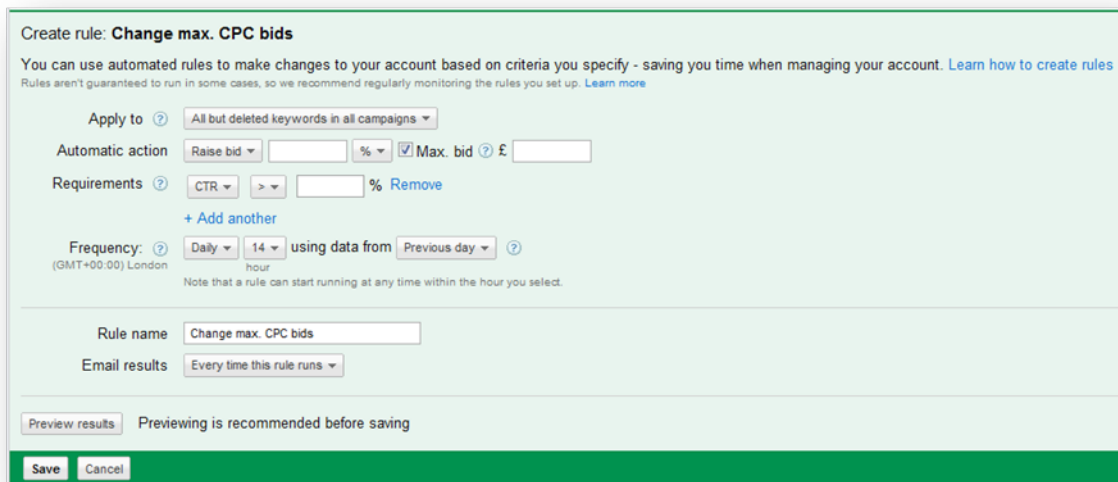 Create rule: Change max. CPC bids
You can use automated rules to make changes to your account based on criteria you specify - saving you time when managing your account. Learn how to create rules
Rules aren't guaranteed to run in some cases, so we recommend regularly monitoring the rules you set up. Learn more
Apply to ? All but deleted keywords in all campaigns
Automatic action Raise bid % Max. bid ? £
Requirements ? CTR > % Remove
+ Add another
Frequency: ? Daily 14 using data from Previous day ?
(GMT+00:00) London hour
Note that a rule can start running at any time within the hour you select.
Rule name Change max. CPC bids
Email results Every time this rule runs
Preview results Previewing is recommended before saving
Save Cancel